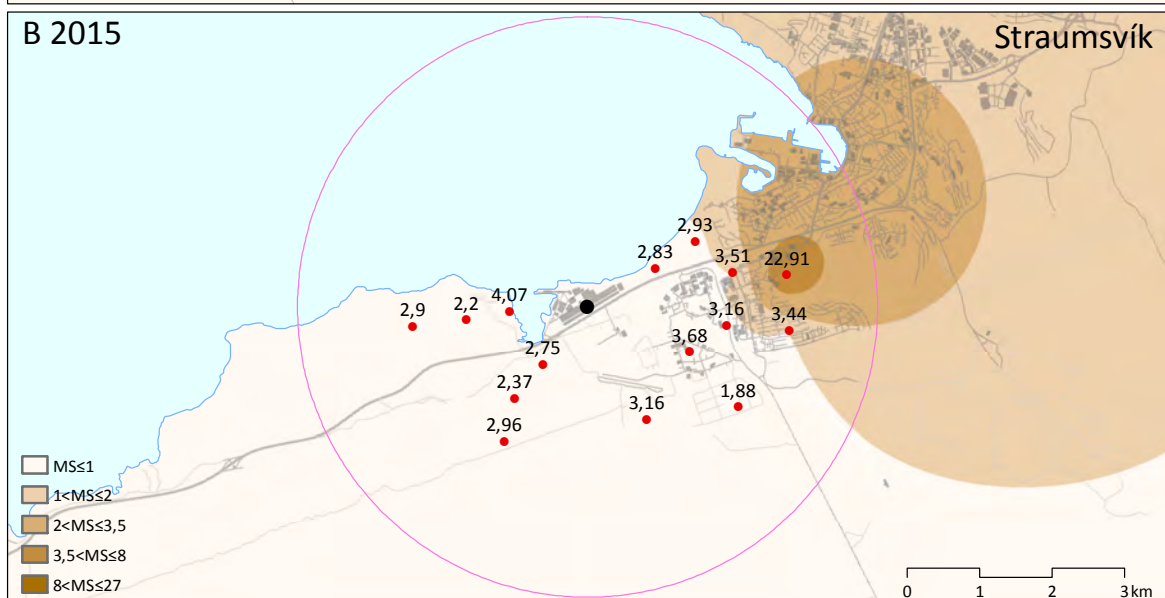 B 2015
Straumsvík
2,93
2,83
3,51
22,91
4,07
2,2
2,9
3,16
3,44
3,68
2,75
2,37
1,88
3,16
2,96
MS≤1
1<MS≤2
2<MS≤3,5
3,5<MS≤8
8<MS≤27
0 1 2 3 km